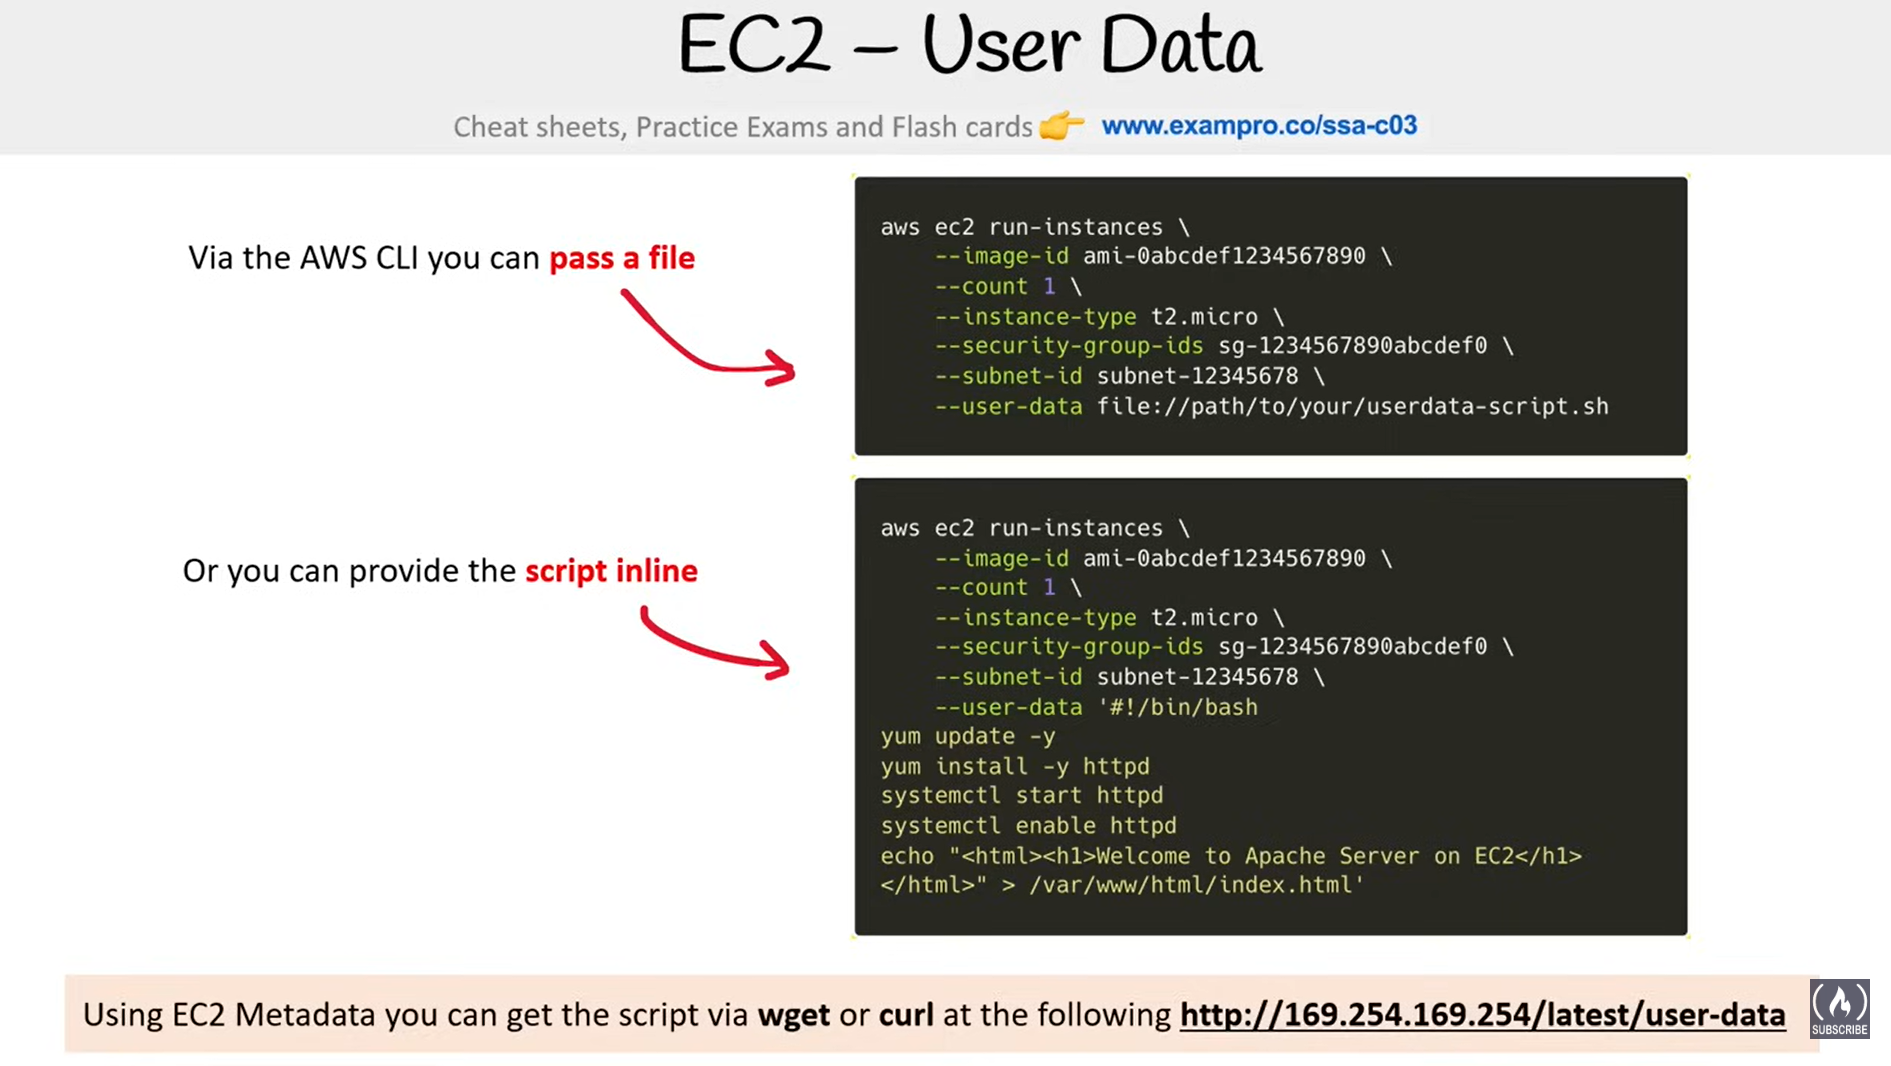 EC2 – User Data
Cheat sheets, Practice Exams and Flash cards 👉 www.exampro.co/ssa-c03
Via the AWS CLI you can pass a file
aws ec2 run-instances \
    --image-id ami-0abcdef1234567890 \
    --count 1 \
    --instance-type t2.micro \
    --security-group-ids sg-1234567890abcdef0 \
    --subnet-id subnet-12345678 \
    --user-data file://path/to/your/userdata-script.sh
Or you can provide the script inline
aws ec2 run-instances \
    --image-id ami-0abcdef1234567890 \
    --count 1 \
    --instance-type t2.micro \
    --security-group-ids sg-1234567890abcdef0 \
    --subnet-id subnet-12345678 \
    --user-data '#!/bin/bash
yum update -y
yum install -y httpd
systemctl start httpd
systemctl enable httpd
echo "<html><h1>Welcome to Apache Server on EC2</h1>
</html>" > /var/www/html/index.html'
Using EC2 Metadata you can get the script via wget or curl at the following http://169.254.169.254/latest/user-data
SUBSCRIBE